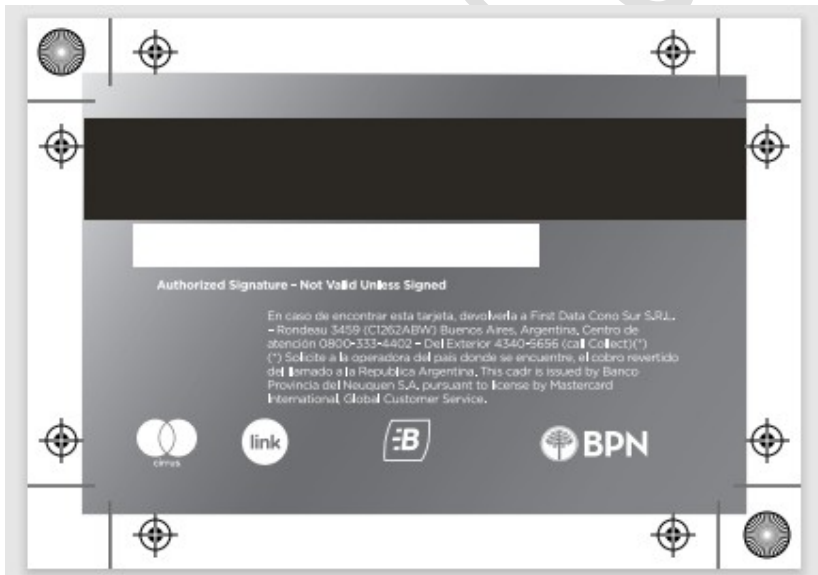 Authorized Signature – Not Valid Unless Signed
En caso de encontrar esta tarjeta, devolverla a First Data Cono Sur S.R.L.
– Rondeau 3459 (C1262ABW) Buenos Aires, Argentina, Centro de
atención 0800-333-4402 – Del Exterior 4340-5656 (call Collect)(*)
(*) Solicite a la operadora del país donde se encuentre, el cobro revertido
del llamado a la Republica Argentina, This cadr is issued by Banco
Provincia del Neuquen S.A. pursuant to license by Mastercard
International, Global Customer Service.
cirrus
link
B
BPN